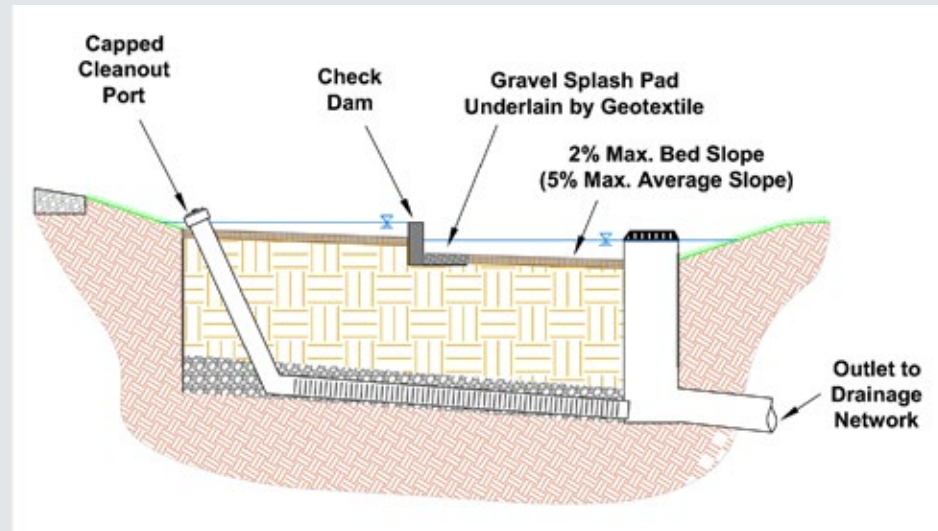 Capped
Cleanout
Port
Check
Dam
Gravel Splash Pad
Underlain by Geotextile
2% Max. Bed Slope
(5% Max. Average Slope)
Outlet to
Drainage
Network